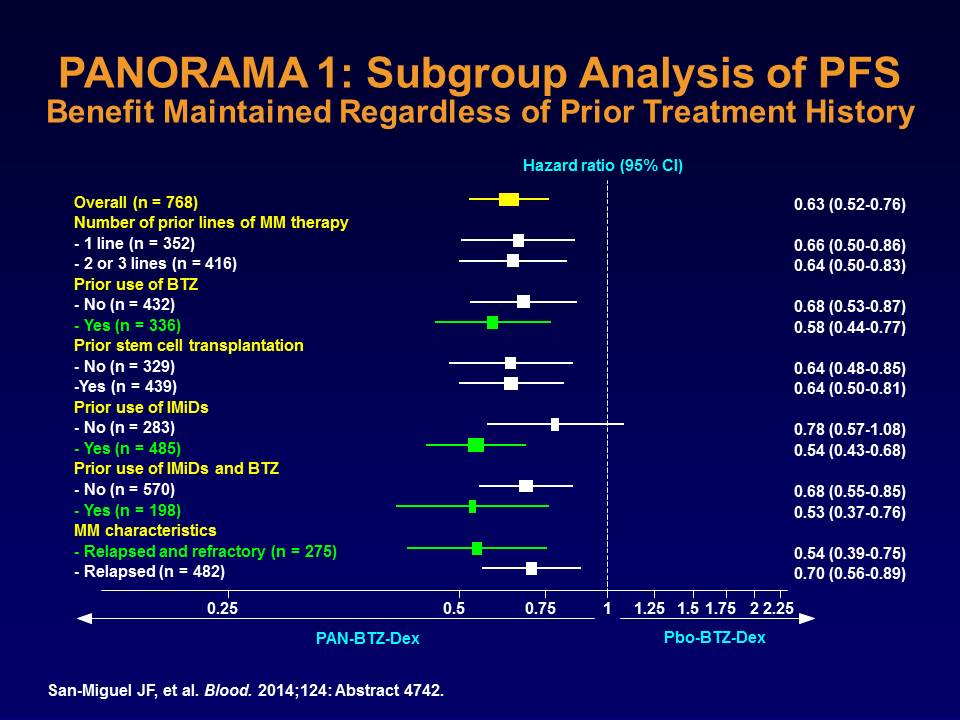 PANORAMA 1: Subgroup Analysis of PFS
Benefit Maintained Regardless of Prior Treatment History
Hazard ratio (95% CI)
Overall (n = 768) 0.63 (0.52-0.76)
Number of prior lines of MM therapy
- 1 line (n = 352) 0.66 (0.50-0.86)
- 2 or 3 lines (n = 416) 0.64 (0.50-0.83)
Prior use of BTZ
- No (n = 432) 0.68 (0.53-0.87)
- Yes (n = 336) 0.58 (0.44-0.77)
Prior stem cell transplantation
- No (n = 329) 0.64 (0.48-0.85)
-Yes (n = 439) 0.64 (0.50-0.81)
Prior use of IMiDs
- No (n = 283) 0.78 (0.57-1.08)
- Yes (n = 485) 0.54 (0.43-0.68)
Prior use of IMiDs and BTZ
- No (n = 570) 0.68 (0.55-0.85)
- Yes (n = 198) 0.53 (0.37-0.76)
MM characteristics
- Relapsed and refractory (n = 275) 0.54 (0.39-0.75)
- Relapsed (n = 482) 0.70 (0.56-0.89)
0.25 0.5 0.75 1 1.25 1.5 1.75 2 2.25
PAN-BTZ-Dex Pbo-BTZ-Dex
San-Miguel JF, et al. Blood. 2014;124: Abstract 4742.